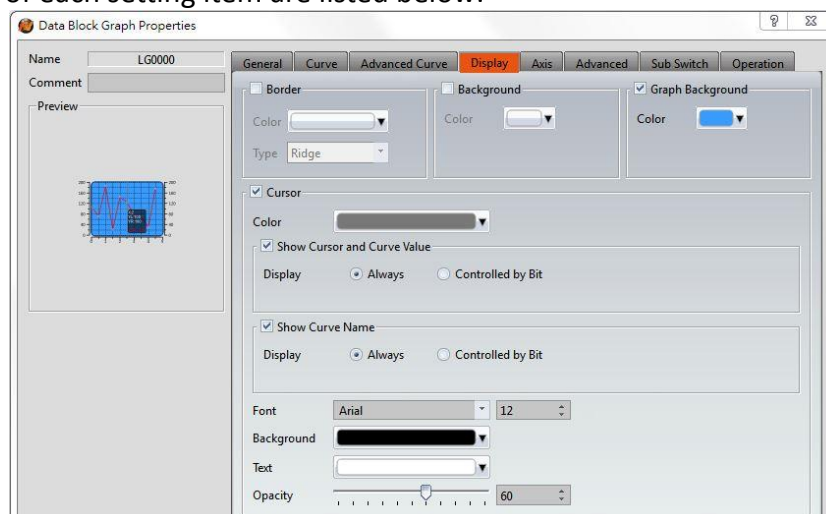 of each setting item are listed below.
Data Block Graph Properties
Name LG0000
Comment
Preview
General Curve Advanced Curve Display Axis Advanced Sub Switch Operation
Border
Color
Type Ridge
Background
Color
Graph Background
Color
Cursor
Color
Show Cursor and Curve Value
Display Always Controlled by Bit
Show Curve Name
Display Always Controlled by Bit
Font Arial 12
Background
Text
Opacity 60